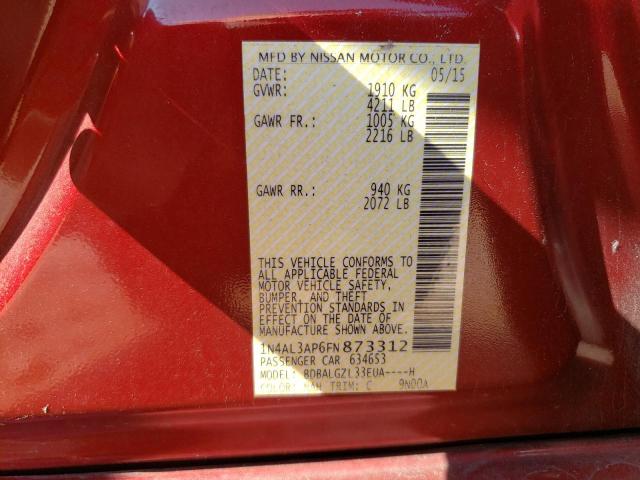 MFD BY NISSAN MOTOR CO., LTD.
DATE: 05/15
GVWR: 1910 KG
4211 LB
GAWR FR.: 1005 KG
2216 LB
GAWR RR.: 940 KG
2072 LB
THIS VEHICLE CONFORMS TO
ALL APPLICABLE FEDERAL
MOTOR VEHICLE SAFETY,
BUMPER, AND THEFT
PREVENTION STANDARDS IN
EFFECT ON THE DATE OF
MANUFACTURE SHOWN ABOVE.
1N4AL3AP6FN873312
PASSENGER CAR 634653
MODEL: BDBALGZL33EUA----H
COLOR: NAH TRIM: C 9N00A